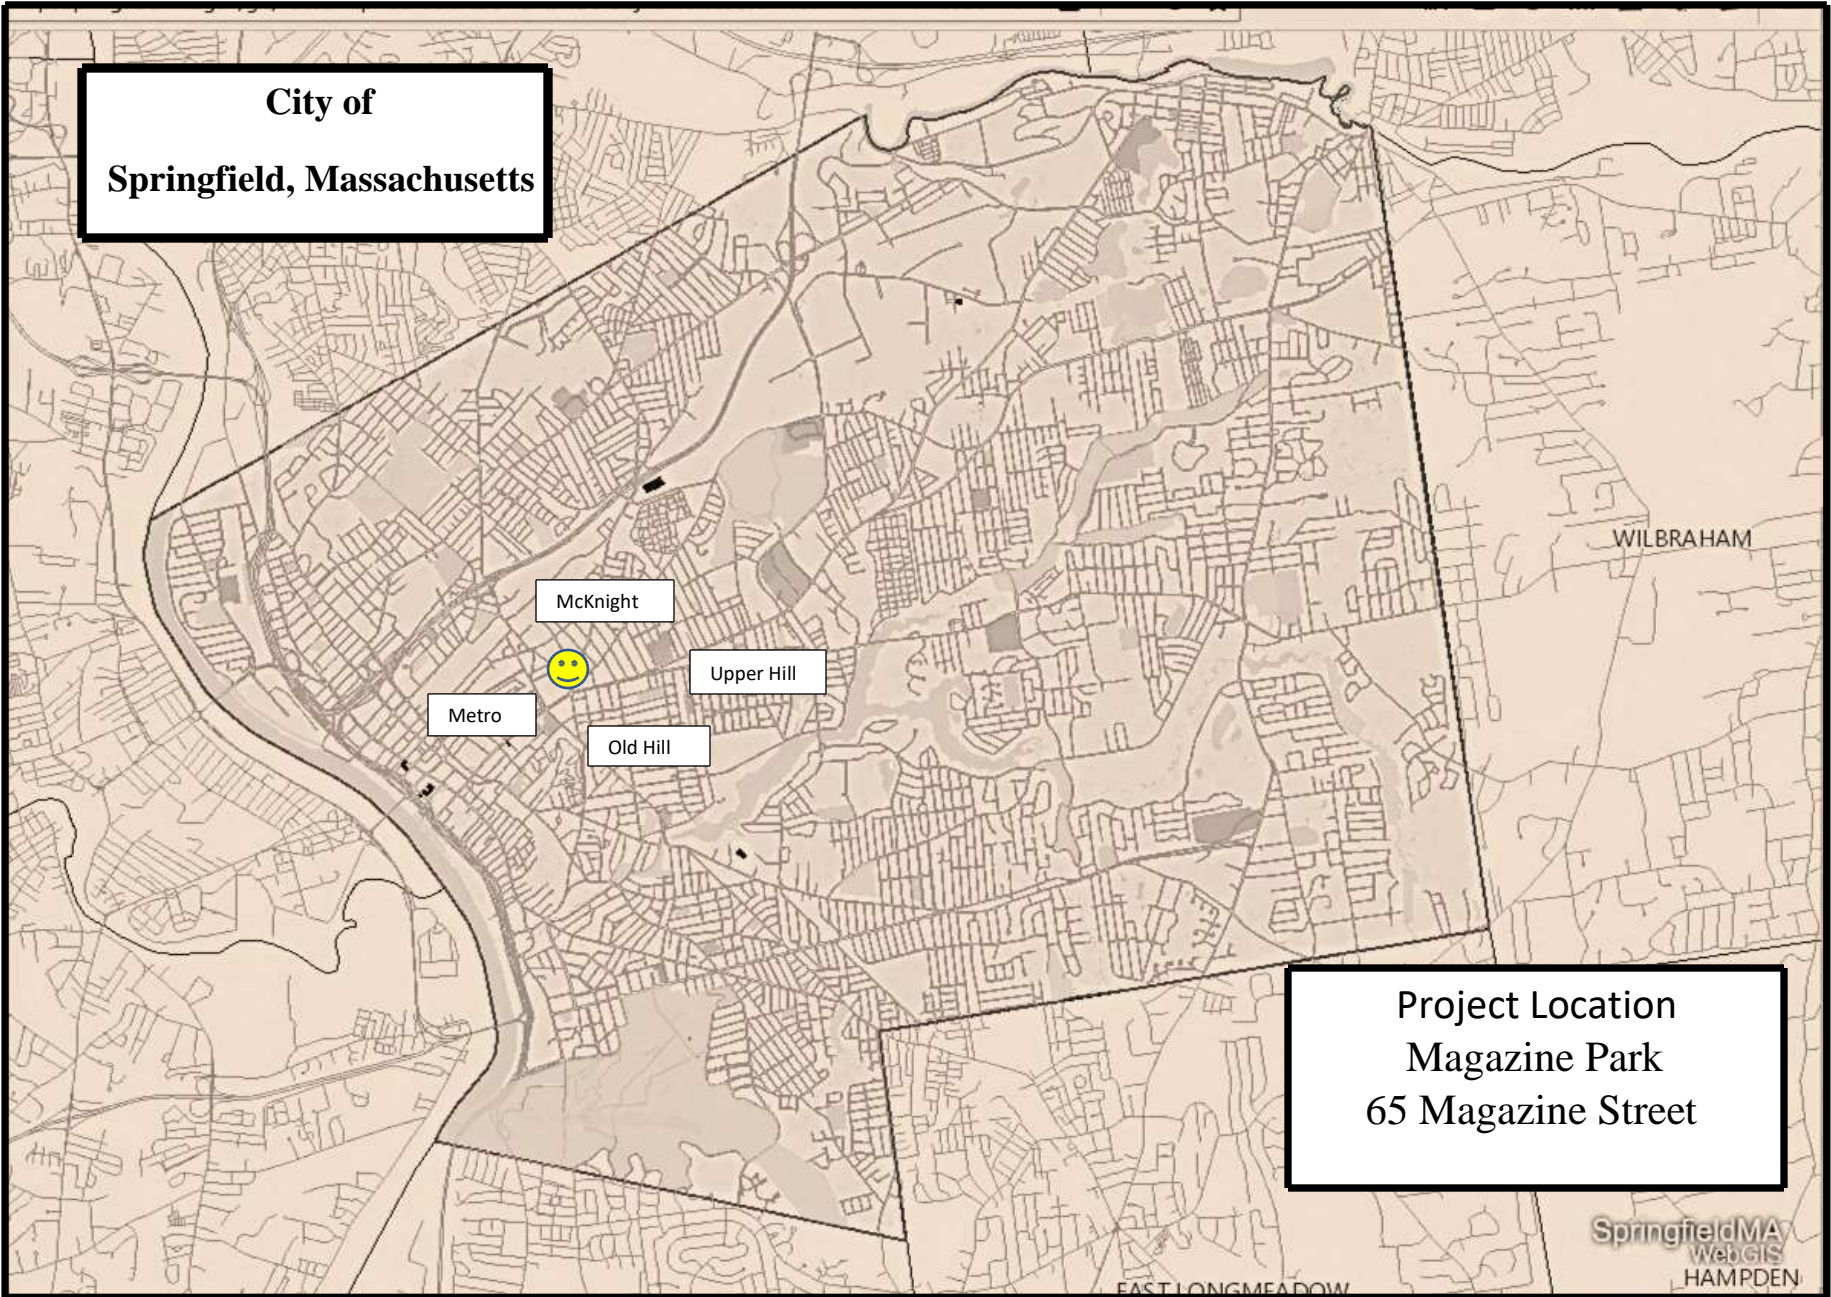 City of
Springfield, Massachusetts
WILBRAHAM
McKnight
Upper Hill
Metro
Old Hill
Project Location
Magazine Park
65 Magazine Street
SpringfieldMA
WebGIS
HAMPDEN
EAST LONGMEADOW